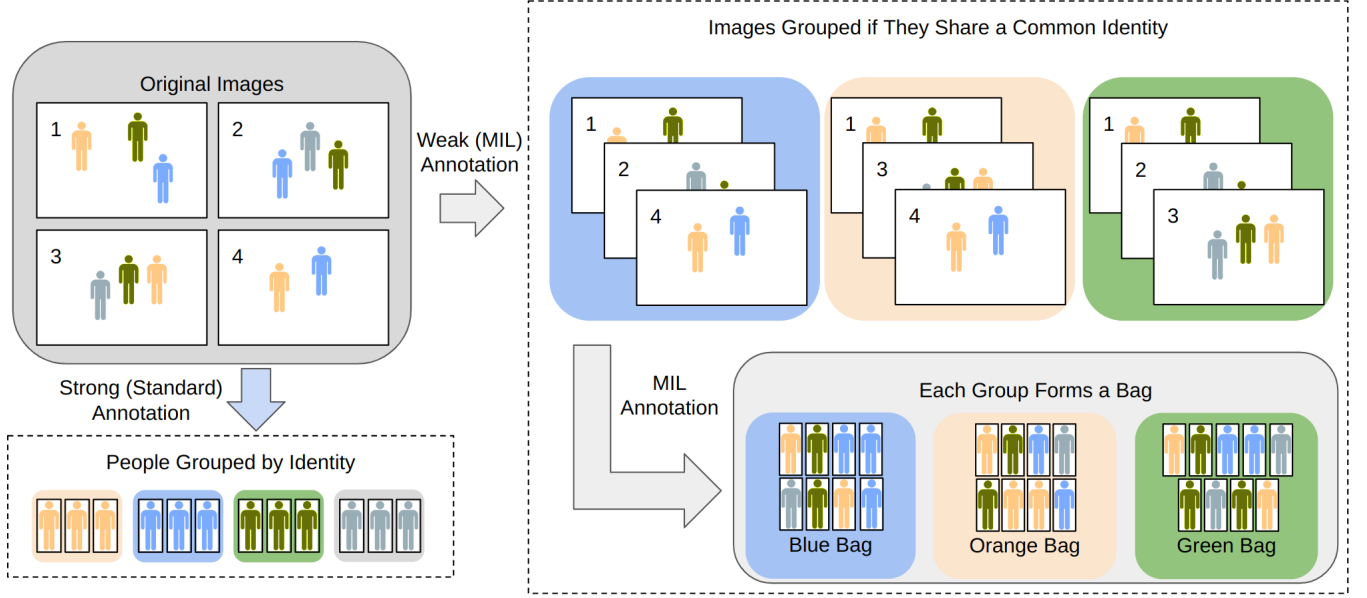 Original Images
1
2
3
4
Weak (MIL)
Annotation
Strong (Standard)
Annotation
People Grouped by Identity
Images Grouped if They Share a Common Identity
1
2
4
1
3
4
1
2
3
MIL
Annotation
Each Group Forms a Bag
Blue Bag
Orange Bag
Green Bag